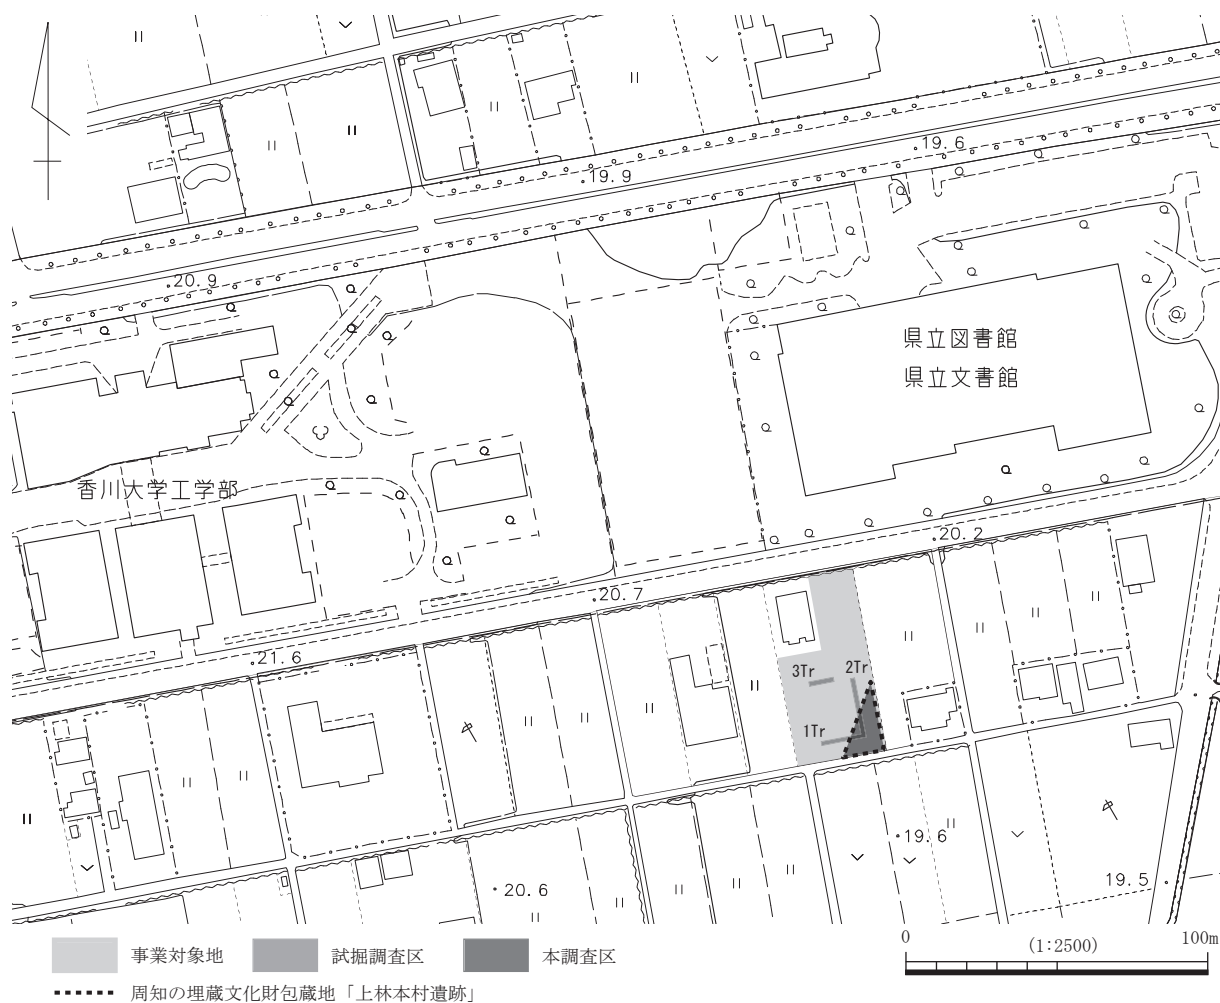 19.6
19.9
20.9
県立図書館
県立文書館
香川大学工学部
20.2
20.7
21.6
3Tr
2Tr
1Tr
19.6
19.5
20.6
0
(1:2500)
100m
事業対象地
試掘調査区
本調査区
周知の埋蔵文化財包蔵地「上林本村遺跡」